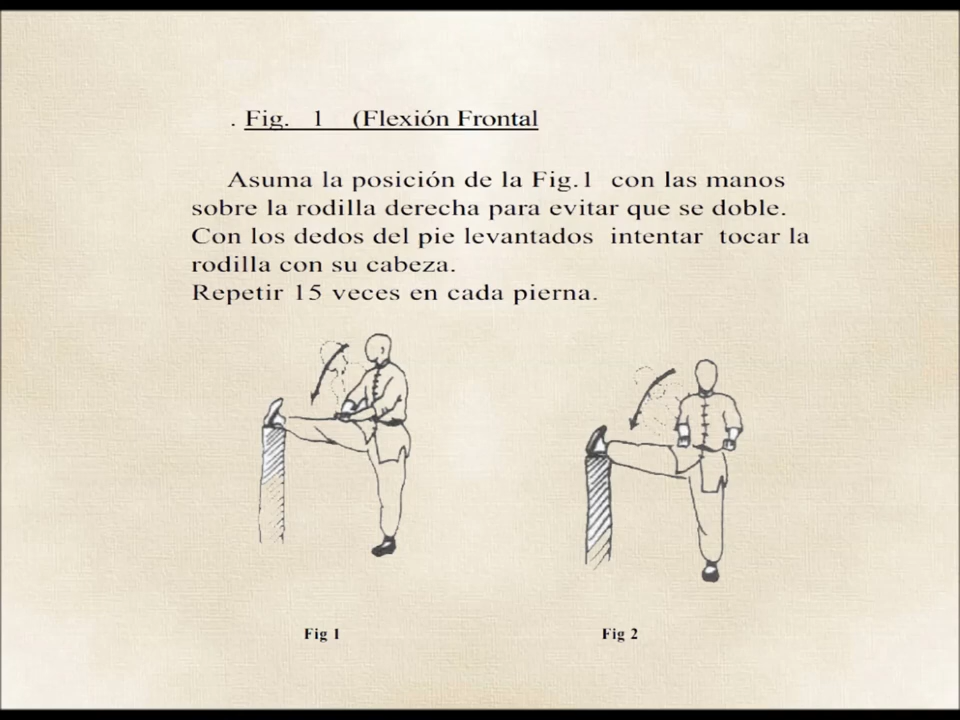 . Fig. 1 (Flexión Frontal
Asuma la posición de la Fig.1 con las manos
sobre la rodilla derecha para evitar que se doble.
Con los dedos del pie levantados intentar tocar la
rodilla con su cabeza.
Repetir 15 veces en cada pierna.
Fig 1
Fig 2